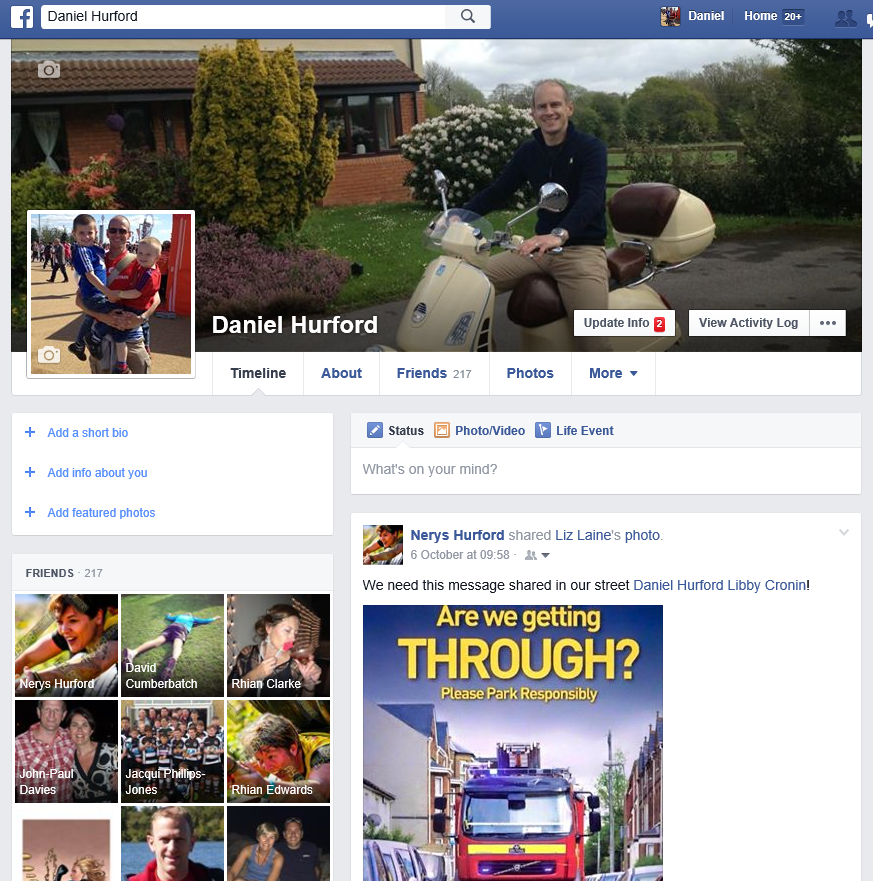 f
Daniel Hurford
Daniel
Home 20+
Daniel Hurford
Update Info 2
View Activity Log
Timeline
About
Friends 217
Photos
More
+ Add a short bio
+ Add info about you
+ Add featured photos
FRIENDS · 217
Nerys Hurford
David
Cumberbatch
Rhian Clarke
John-Paul
Davies
Jacqui Phillips-
Jones
Rhian Edwards
Status
Photo/Video
Life Event
What's on your mind?
Nerys Hurford shared Liz Laine's photo.
6 October at 09:58 ·
We need this message shared in our street Daniel Hurford Libby Cronin!
Are we getting
THROUGH?
Please Park Responsibly